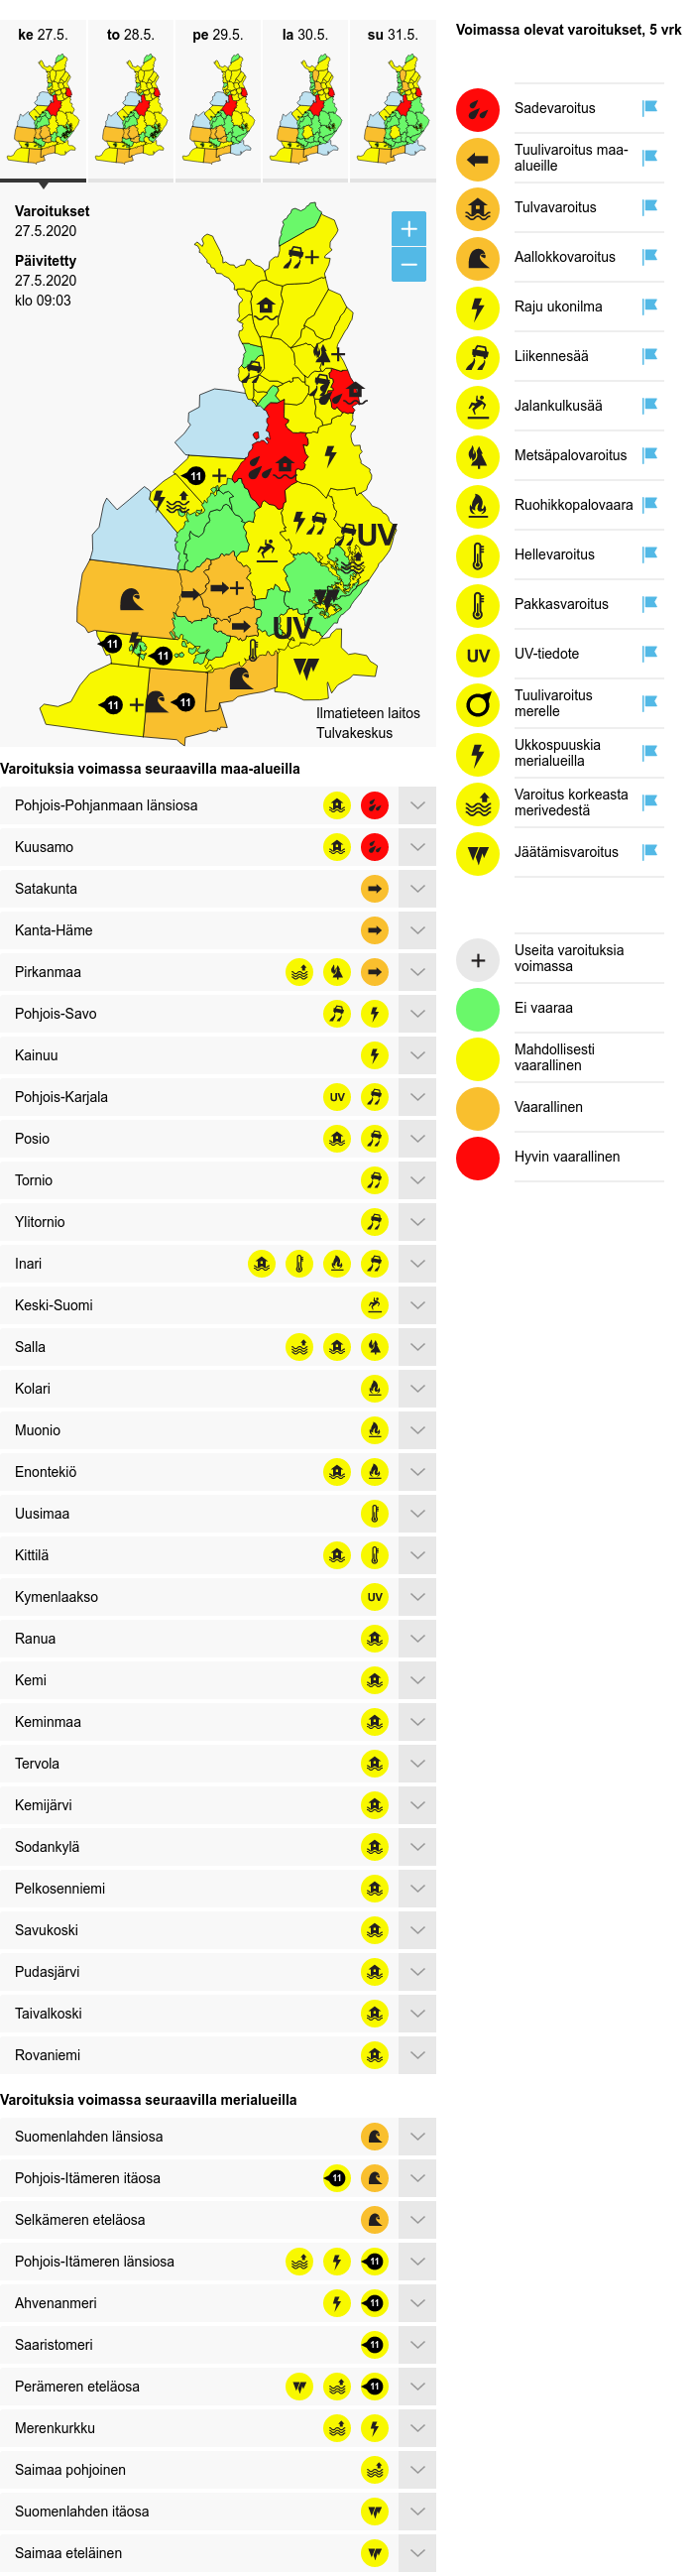 ke 27.5.
to 28.5.
pe 29.5.
la 30.5.
su 31.5.
Varoitukset
27.5.2020
Päivitetty
27.5.2020
klo 09:03
+
−
+
+
11
+
UV
+
UV
11
11
11
+
11
Ilmatieteen laitos
Tulvakeskus
Varoituksia voimassa seuraavilla maa-alueilla
Pohjois-Pohjanmaan länsiosa
Kuusamo
Satakunta
Kanta-Häme
Pirkanmaa
Pohjois-Savo
Kainuu
Pohjois-Karjala UV
Posio
Tornio
Ylitornio
Inari
Keski-Suomi
Salla
Kolari
Muonio
Enontekiö
Uusimaa
Kittilä
Kymenlaakso UV
Ranua
Kemi
Keminmaa
Tervola
Kemijärvi
Sodankylä
Pelkosenniemi
Savukoski
Pudasjärvi
Taivalkoski
Rovaniemi
Varoituksia voimassa seuraavilla merialueilla
Suomenlahden länsiosa
Pohjois-Itämeren itäosa 11
Selkämeren eteläosa
Pohjois-Itämeren länsiosa 11
Ahvenanmeri 11
Saaristomeri 11
Perämeren eteläosa 11
Merenkurkku
Saimaa pohjoinen
Suomenlahden itäosa
Saimaa eteläinen
Voimassa olevat varoitukset, 5 vrk
Sadevaroitus
Tuulivaroitus maa-
alueille
Tulvavaroitus
Aallokkovaroitus
Raju ukonilma
Liikennesää
Jalankulkusää
Metsäpalovaroitus
Ruohikkopalovaara
Hellevaroitus
Pakkasvaroitus
UV UV-tiedote
Tuulivaroitus
merelle
Ukkospuuskia
merialueilla
Varoitus korkeasta
merivedestä
Jäätämisvaroitus
+ Useita varoituksia
voimassa
Ei vaaraa
Mahdollisesti
vaarallinen
Vaarallinen
Hyvin vaarallinen